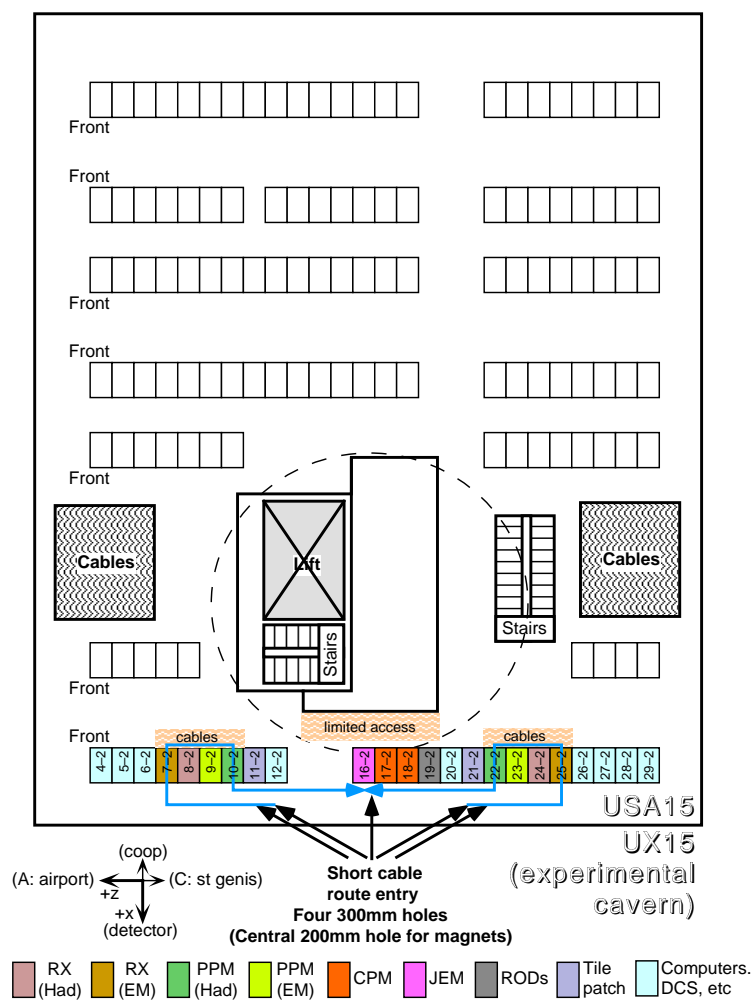 Front
Front
Front
Front
Front
Cables
Lift
Cables
Stairs
Stairs
Front
limited access
Front
cables
cables
4–2
5–2
6–2
7–2
8–2
9–2
10–2
11–2
12–2
16–2
17–2
18–2
19–2
20–2
21–2
22–2
23–2
24–2
25–2
26–2
27–2
28–2
29–2
USA15
UX15
(experimental
cavern)
(coop)
(A: airport)
(C: st genis)
+z
+x
(detector)
Short cable
route entry
Four 300mm holes
(Central 200mm hole for magnets)
RX
(Had)
RX
(EM)
PPM
(Had)
PPM
(EM)
CPM
JEM
RODs
Tile
patch
Computers.
DCS, etc